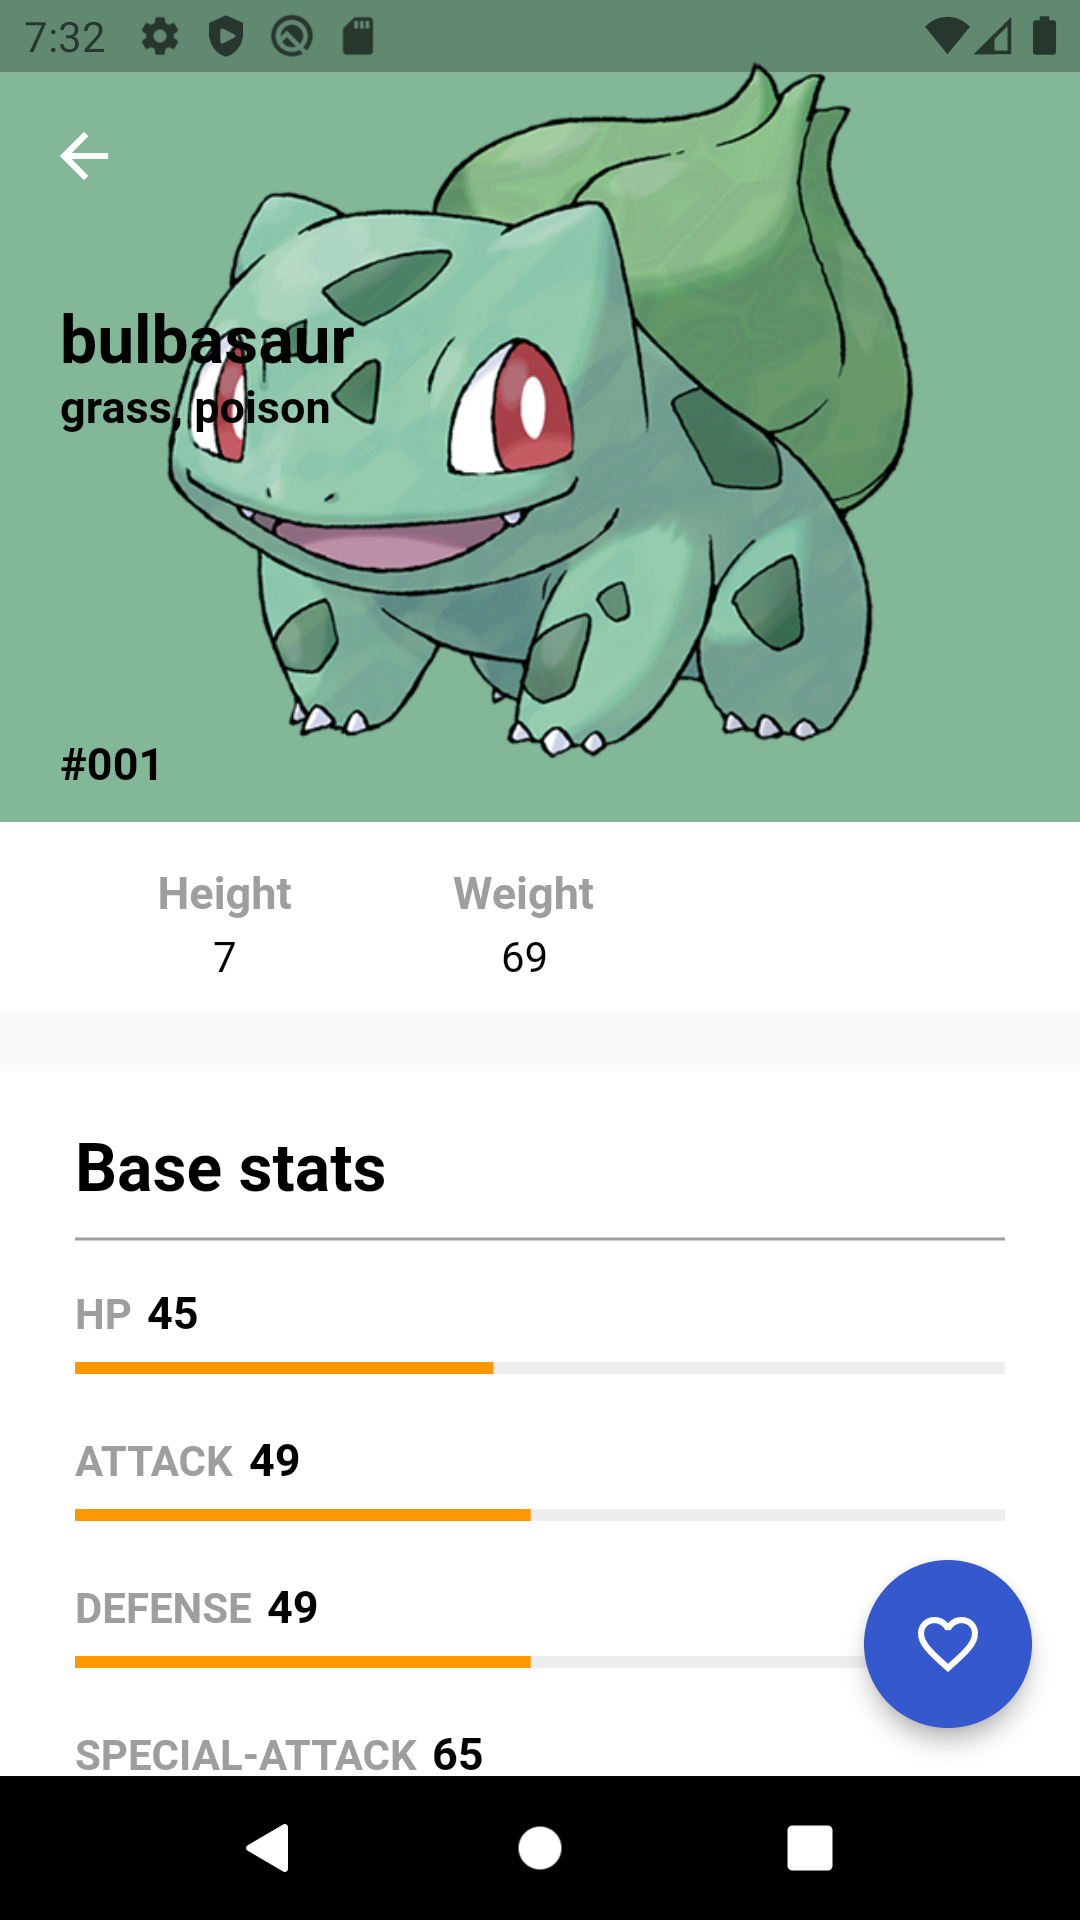 7:32
bulbasaur
grass, poison
#001
Height Weight
7 69
Base stats
HP 45
ATTACK 49
DEFENSE 49
SPECIAL-ATTACK 65